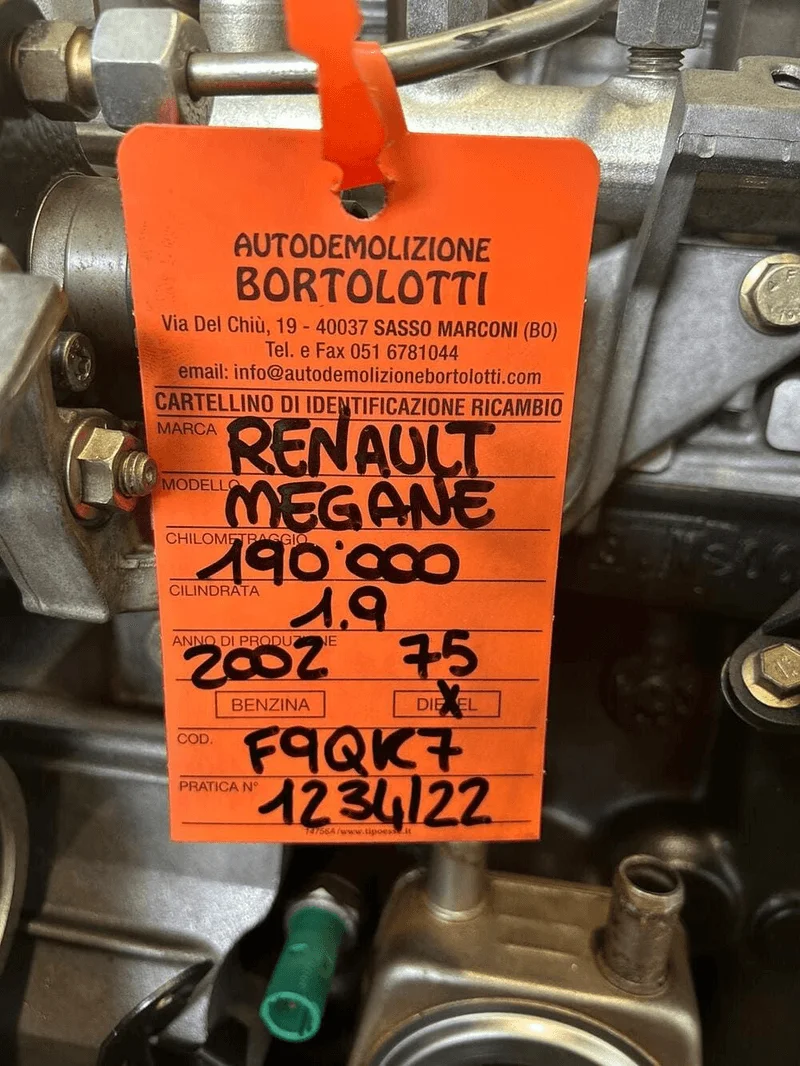 AUTODEMOLIZIONE
BORTOLOTTI
Via Del Chiù, 19 - 40037 SASSO MARCONI (BO)
Tel. e Fax 051 6781044
email: info@autodemolizionebortolotti.com
CARTELLINO DI IDENTIFICAZIONE RICAMBIO
MARCA RENAULT
MODELLO MEGANE
CHILOMETRAGGIO 190'000
CILINDRATA 1.9
ANNO DI PRODUZIONE
2002 75
BENZINA DIESEL X
COD. F9QK7
PRATICA N° 1234/22